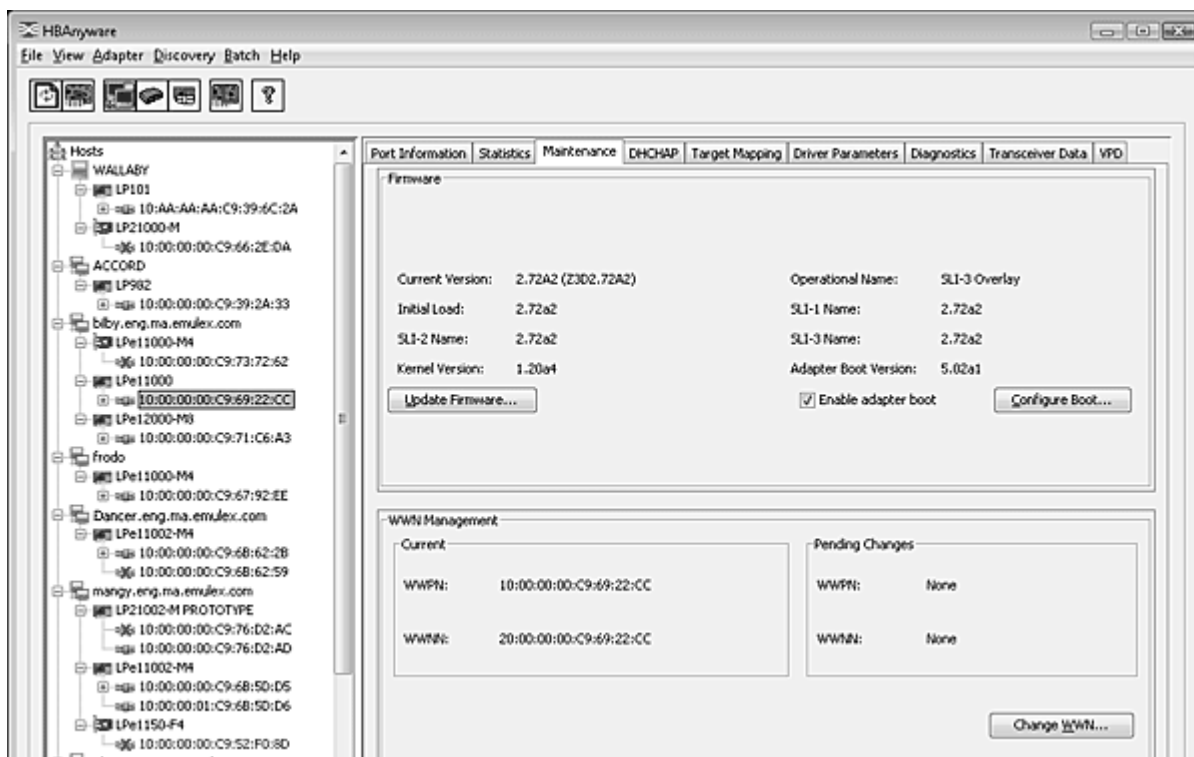 HBAnyware
File View Adapter Discovery Batch Help
Hosts
WALLABY
LP101
10:AA:AA:AA:C9:39:6C:2A
LP21000-M
10:00:00:00:C9:66:2E:DA
ACCORD
LP982
10:00:00:00:C9:39:2A:33
bilby.eng.ma.emulex.com
LPe11000-M4
10:00:00:00:C9:73:72:62
LPe11000
10:00:00:00:C9:69:22:CC
LPe12000-M8
10:00:00:00:C9:71:C6:A3
frodo
LPe11000-M4
10:00:00:00:C9:67:92:EE
Dancer.eng.ma.emulex.com
LPe11002-M4
10:00:00:00:C9:6B:62:2B
10:00:00:00:C9:6B:62:59
mangy.eng.ma.emulex.com
LP21002-M PROTOTYPE
10:00:00:00:C9:76:D2:AC
10:00:00:00:C9:76:D2:AD
LPe11002-M4
10:00:00:00:C9:6B:5D:D5
10:00:00:01:C9:6B:5D:D6
LPe1150-F4
10:00:00:00:C9:52:F0:8D
Port Information Statistics Maintenance DHCHAP Target Mapping Driver Parameters Diagnostics Transceiver Data VPD
Firmware
Current Version: 2.72A2 (Z3D2.72A2) Operational Name: SLI-3 Overlay
Initial Load: 2.72a2 SLI-1 Name: 2.72a2
SLI-2 Name: 2.72a2 SLI-3 Name: 2.72a2
Kernel Version: 1.20a4 Adapter Boot Version: 5.02a1
Update Firmware... Enable adapter boot Configure Boot...
WWN Management
Current Pending Changes
WWPN: 10:00:00:00:C9:69:22:CC WWPN: None
WWNN: 20:00:00:00:C9:69:22:CC WWNN: None
Change WWN...